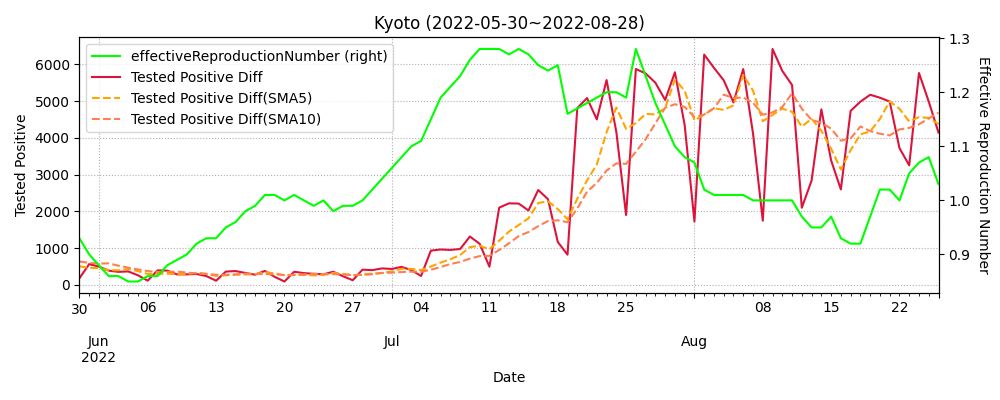 Kyoto (2022-05-30~2022-08-28)
effectiveReproductionNumber (right)
Tested Positive Diff
Tested Positive Diff(SMA5)
Tested Positive Diff(SMA10)
Tested Positive
6000
5000
4000
3000
2000
1000
0
1.3
1.2
1.1
1.0
0.9
Effective Reproduction Number
30 06 13 20 27 04 11 18 25 08 15 22
Jun Jul Aug
2022
Date